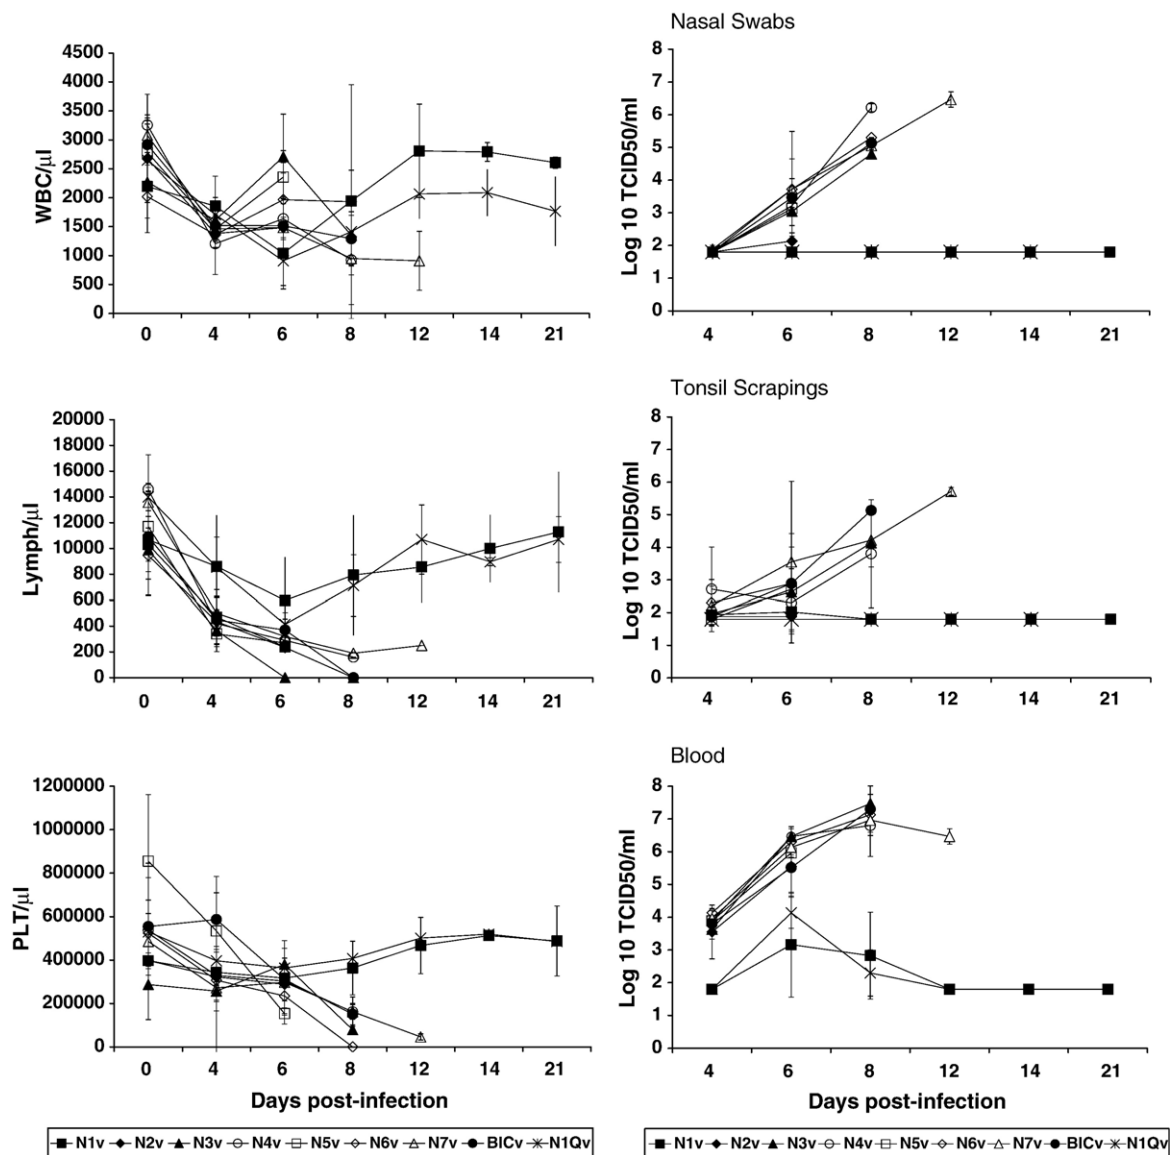 Nasal Swabs
4500
4000
3500
3000
2500
2000
1500
1000
500
0
WBC/µl
0 4 6 8 12 14 21
8
7
6
5
4
3
2
1
0
Log 10 TCID50/ml
4 6 8 12 14 21
Tonsil Scrapings
20000
18000
16000
14000
12000
10000
800
600
400
200
0
Lymph/µl
0 4 6 8 12 14 21
8
7
6
5
4
3
2
1
0
Log 10 TCID50/ml
4 6 8 12 14 21
Blood
1200000
1000000
800000
600000
400000
200000
0
PLT/µl
0 4 6 8 12 14 21
Days post-infection
8
7
6
5
4
3
2
1
0
Log 10 TCID50/ml
4 6 8 12 14 21
Days post-infection
N1v N2v N3v N4v N5v N6v N7v BICv N1Qv
N1v N2v N3v N4v N5v N6v N7v BICv N1Qv